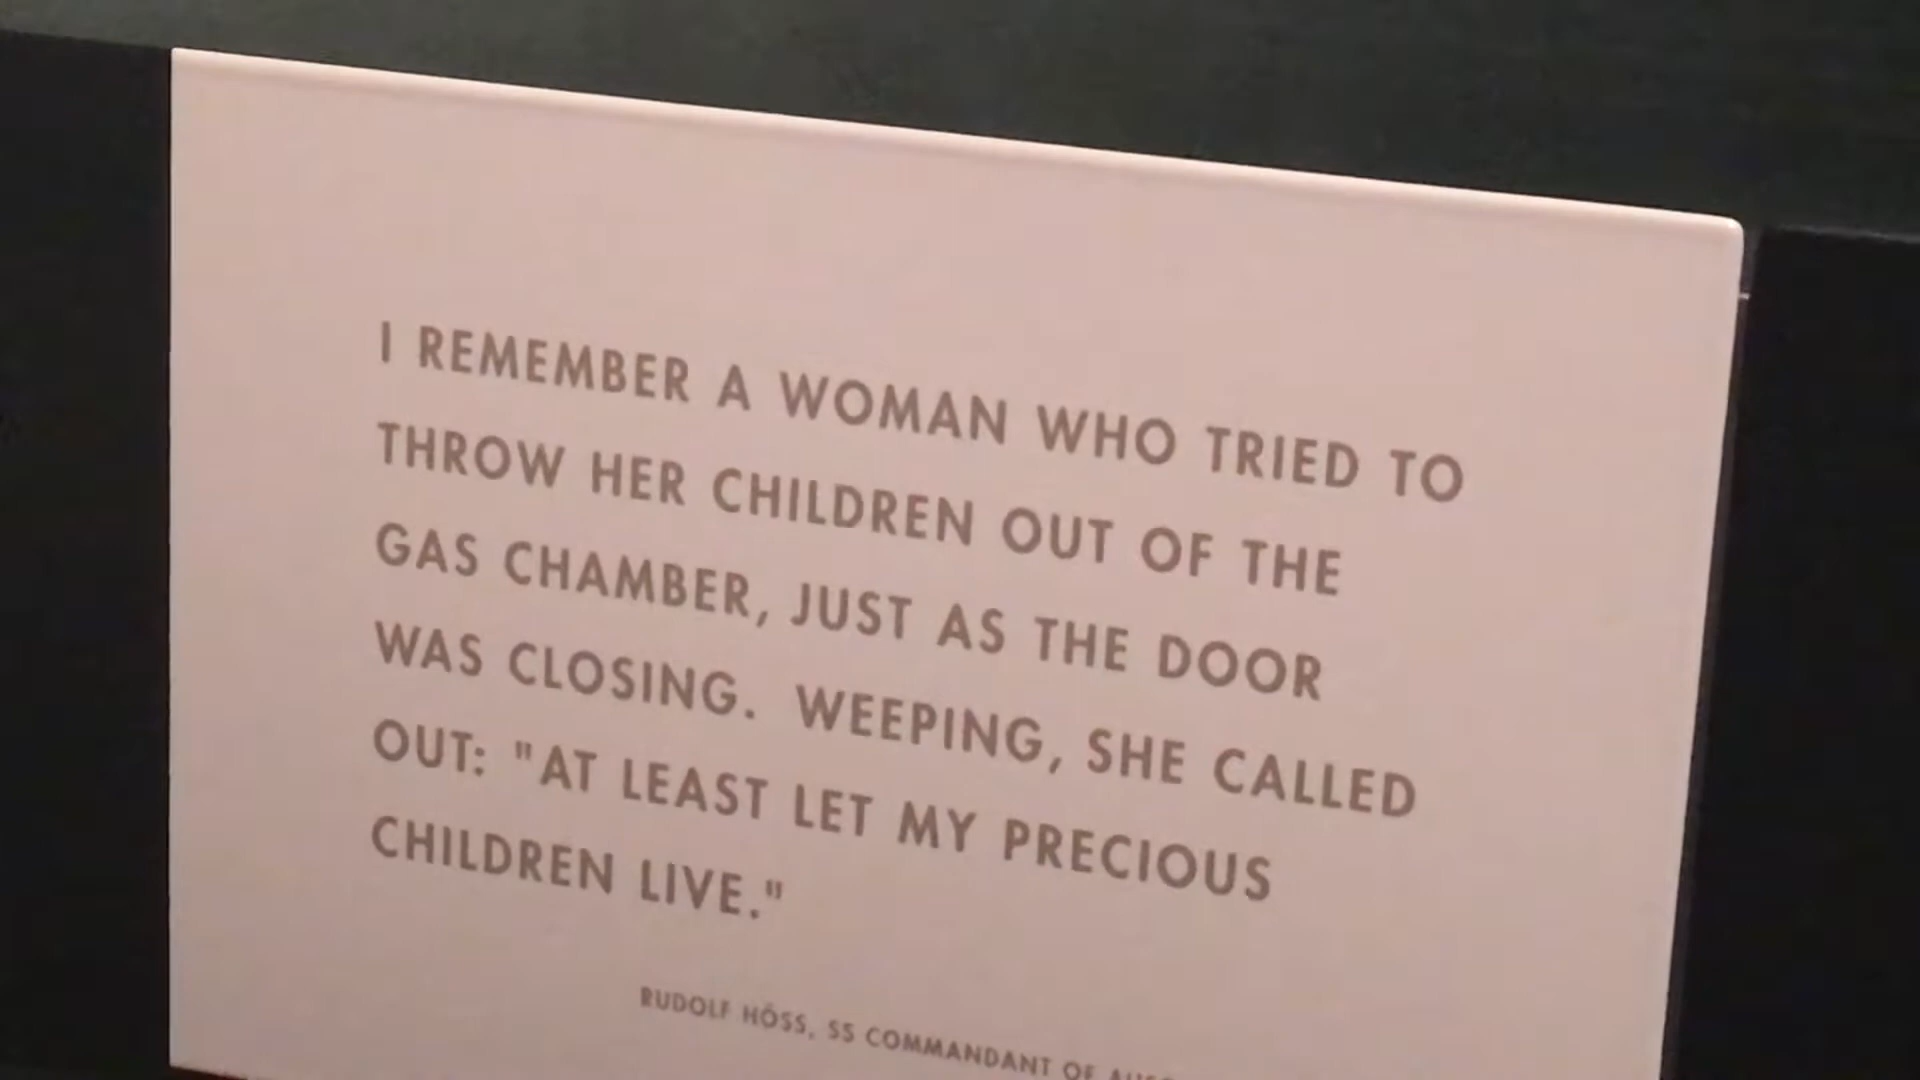 I REMEMBER A WOMAN WHO TRIED TO
THROW HER CHILDREN OUT OF THE
GAS CHAMBER, JUST AS THE DOOR
WAS CLOSING. WEEPING, SHE CALLED
OUT: "AT LEAST LET MY PRECIOUS
CHILDREN LIVE."
RUDOLF HÖSS, SS COMMANDANT OF